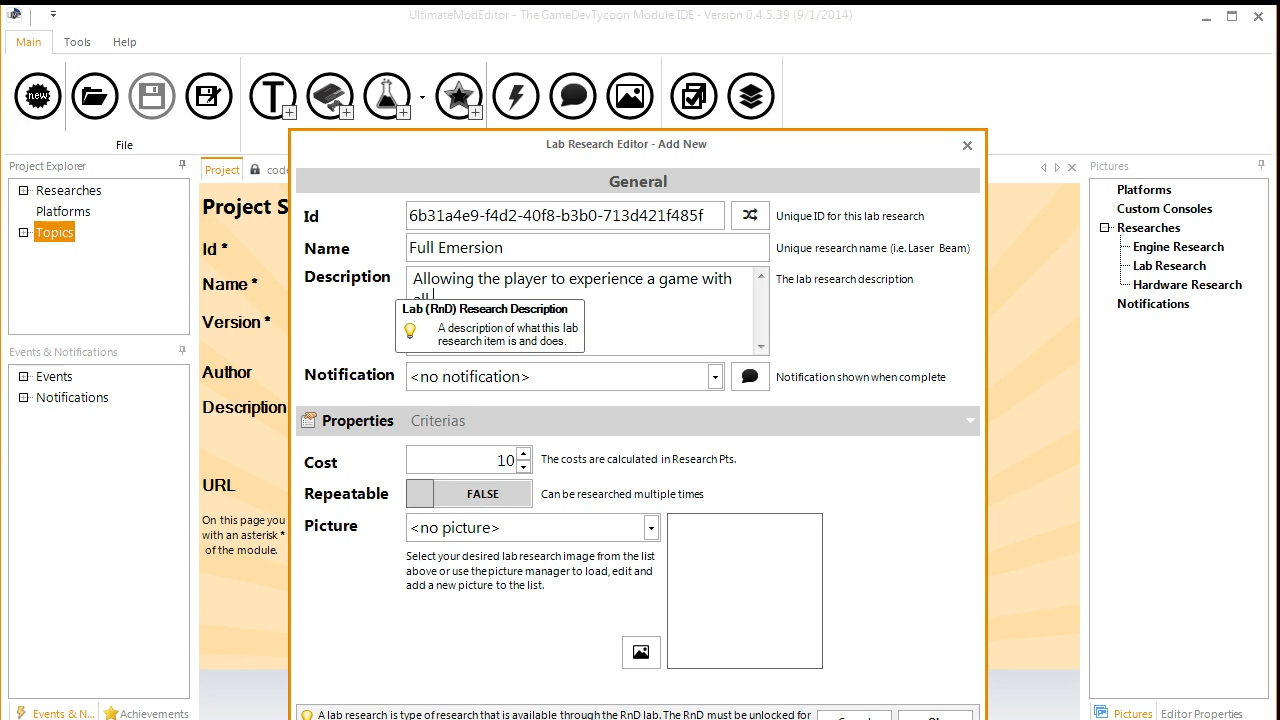 UltimateModEditor - The GameDevTycoon Module IDE - Version 0.4.5.39 (9/1/2014)
Main Tools Help
new
T
File
Project Explorer
Researches
Platforms
Topics
Events & Notifications
Events
Notifications
Events & N... Achievements
Project code
Project S
Id *
Name *
Version *
Author
Description
URL
On this page you
with an asterisk *
of the module.
Lab Research Editor - Add New
General
Id 6b31a4e9-f4d2-40f8-b3b0-713d421f485f Unique ID for this lab research
Name Full Emersion Unique research name (i.e. Laser Beam)
Description Allowing the player to experience a game with The lab research description
all
Lab (RnD) Research Description
A description of what this lab
research item is and does.
Notification <no notification> Notification shown when complete
Properties Criterias
Cost 10 The costs are calculated in Research Pts.
Repeatable FALSE Can be researched multiple times
Picture <no picture>
Select your desired lab research image from the list
above or use the picture manager to load, edit and
add a new picture to the list.
A lab research is type of research that is available through the RnD lab. The RnD must be unlocked for
Pictures
Platforms
Custom Consoles
Researches
Engine Research
Lab Research
Hardware Research
Notifications
Pictures Editor Properties